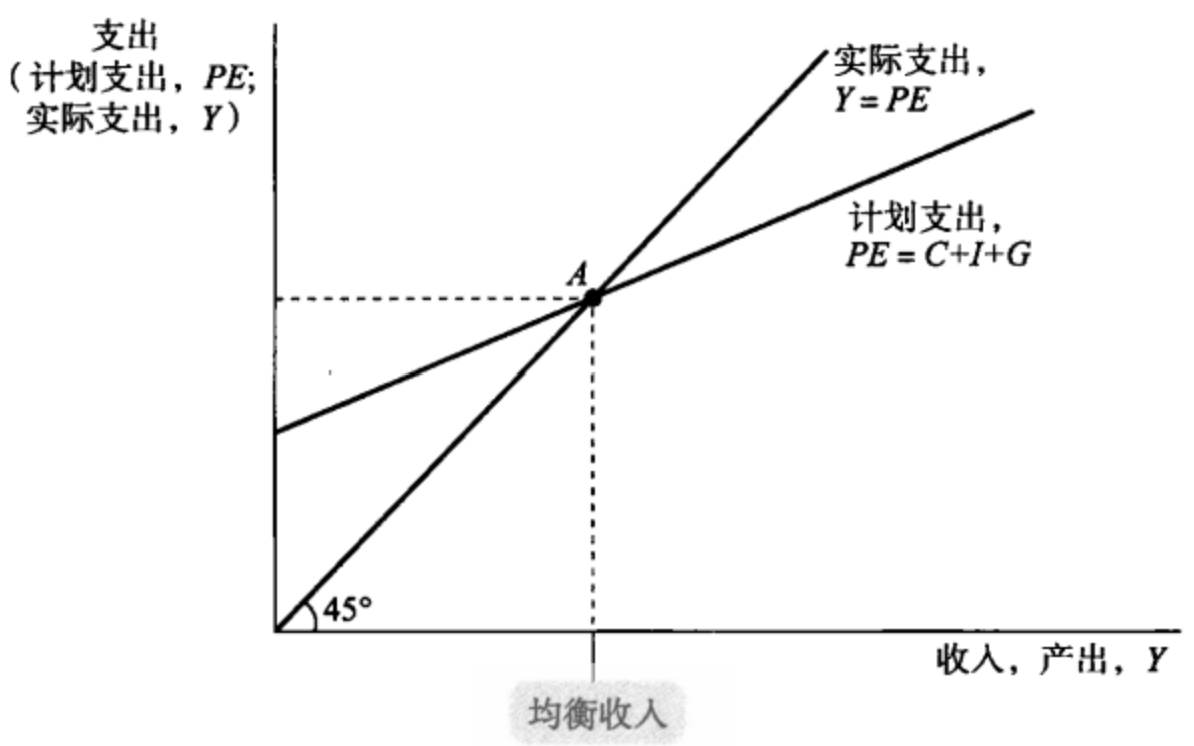 支出
（计划支出，PE;
实际支出，Y）
实际支出，
Y = PE
计划支出，
PE = C+I+G
A
45°
收入，产出，Y
均衡收入